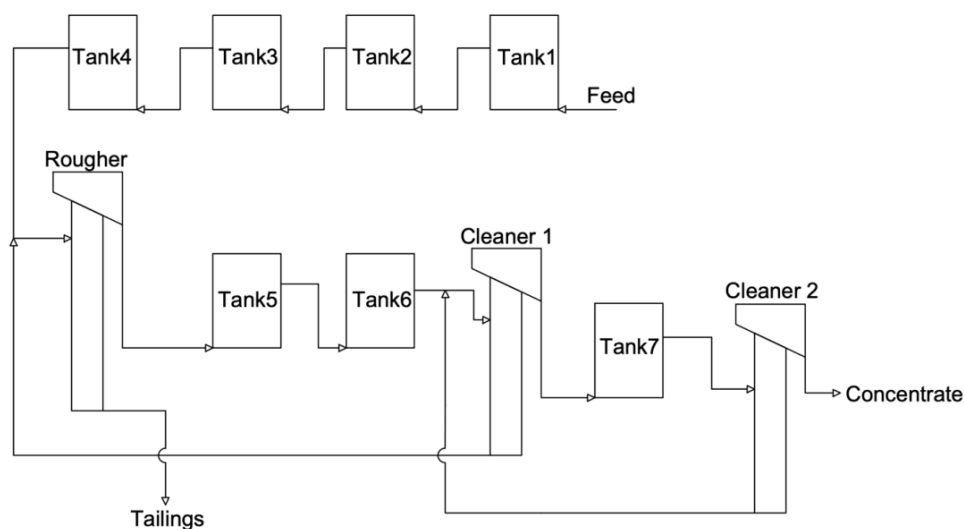 Tank4
Tank3
Tank2
Tank1
Feed
Rougher
Cleaner 1
Tank5
Tank6
Cleaner 2
Tank7
Concentrate
Tailings